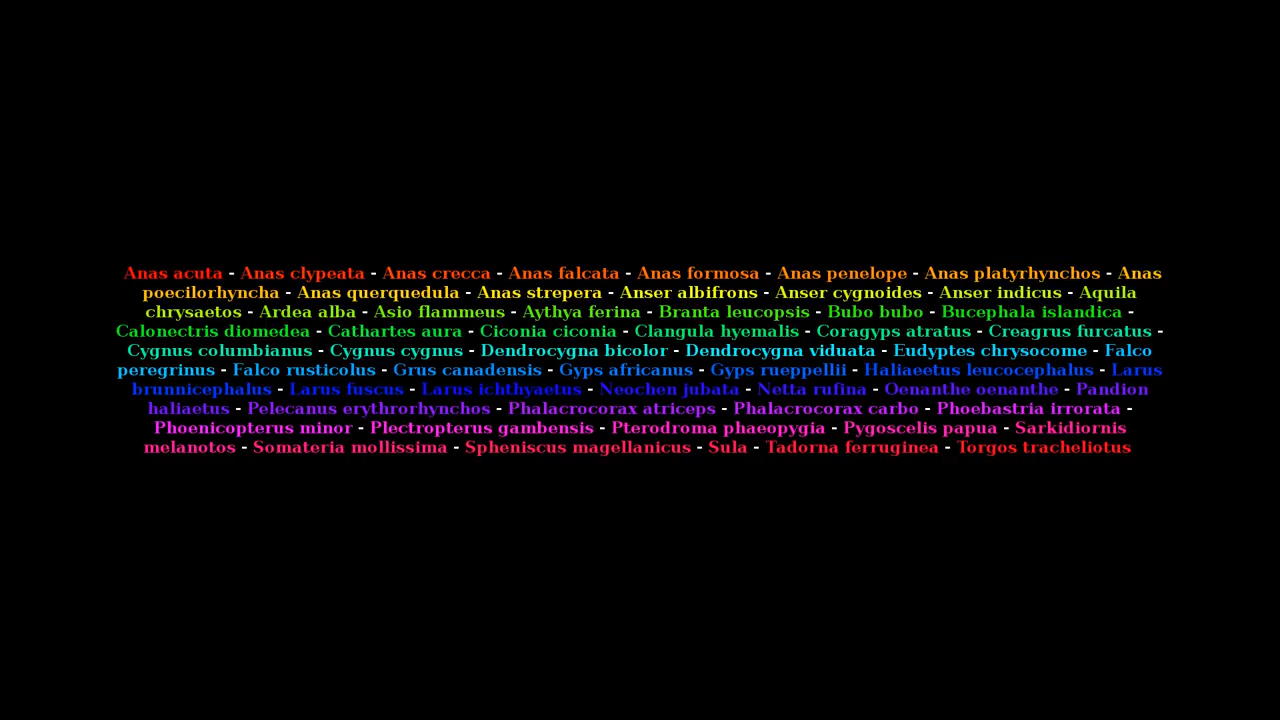 Anas acuta - Anas clypeata - Anas crecca - Anas falcata - Anas formosa - Anas penelope - Anas platyrhynchos - Anas
poecilorhyncha - Anas querquedula - Anas strepera - Anser albifrons - Anser cygnoides - Anser indicus - Aquila
chrysaetos - Ardea alba - Asio flammeus - Aythya ferina - Branta leucopsis - Bubo bubo - Bucephala islandica -
Calonectris diomedea - Cathartes aura - Ciconia ciconia - Clangula hyemalis - Coragyps atratus - Creagrus furcatus -
Cygnus columbianus - Cygnus cygnus - Dendrocygna bicolor - Dendrocygna viduata - Eudyptes chrysocome - Falco
peregrinus - Falco rusticolus - Grus canadensis - Gyps africanus - Gyps rueppellii - Haliaeetus leucocephalus - Larus
brunnicephalus - Larus fuscus - Larus ichthyaetus - Neochen jubata - Netta rufina - Oenanthe oenanthe - Pandion
haliaetus - Pelecanus erythrorhynchos - Phalacrocorax atriceps - Phalacrocorax carbo - Phoebastria irrorata -
Phoenicopterus minor - Plectropterus gambensis - Pterodroma phaeopygia - Pygoscelis papua - Sarkidiornis
melanotos - Somateria mollissima - Spheniscus magellanicus - Sula - Tadorna ferruginea - Torgos tracheliotus